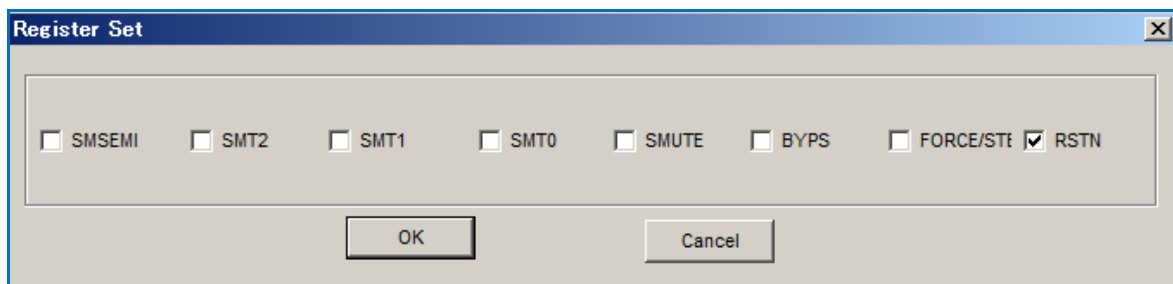 Register Set
SMSEMI SMT2 SMT1 SMT0 SMUTE BYPS FORCE/STE RSTN
OK Cancel